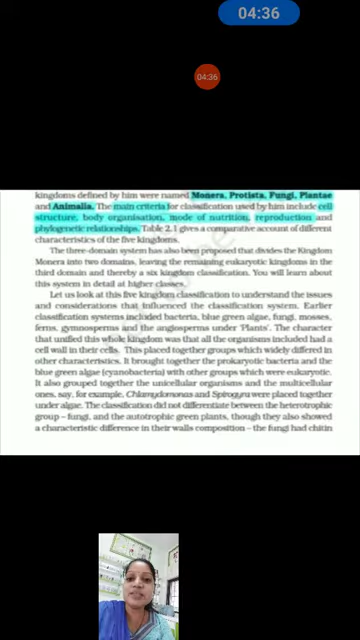 04:36
04:36
kingdoms defined by him were named Monera, Protista, Fungi, Plantae
and Animalia. The main criteria for classification used by him include cell
structure, body organisation, mode of nutrition, reproduction and
phylogenetic relationships. Table 2.1 gives a comparative account of different
characteristics of the five kingdoms.
The three-domain system has also been proposed that divides the Kingdom
Monera into two domains, leaving the remaining eukaryotic kingdoms in the
third domain and thereby a six kingdom classification. You will learn about
this system in detail at higher classes.
Let us look at this five kingdom classification to understand the issues
and considerations that influenced the classification system. Earlier
classification systems included bacteria, blue green algae, fungi, mosses,
ferns, gymnosperms and the angiosperms under 'Plants'. The character
that unified this whole kingdom was that all the organisms included had a
cell wall in their cells. This placed together groups which widely differed in
other characteristics. It brought together the prokaryotic bacteria and the
blue green algae (cyanobacteria) with other groups which were eukaryotic.
It also grouped together the unicellular organisms and the multicellular
ones, say, for example, Chlamydomonas and Spirogyra were placed together
under algae. The classification did not differentiate between the heterotrophic
group – fungi, and the autotrophic green plants, though they also showed
a characteristic difference in their walls composition – the fungi had chitin